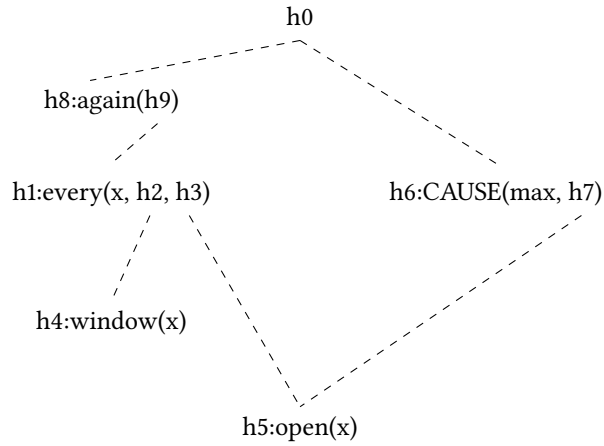 h0
h8:again(h9)
h1:every(x, h2, h3) h6:CAUSE(max, h7)
h4:window(x)
h5:open(x)